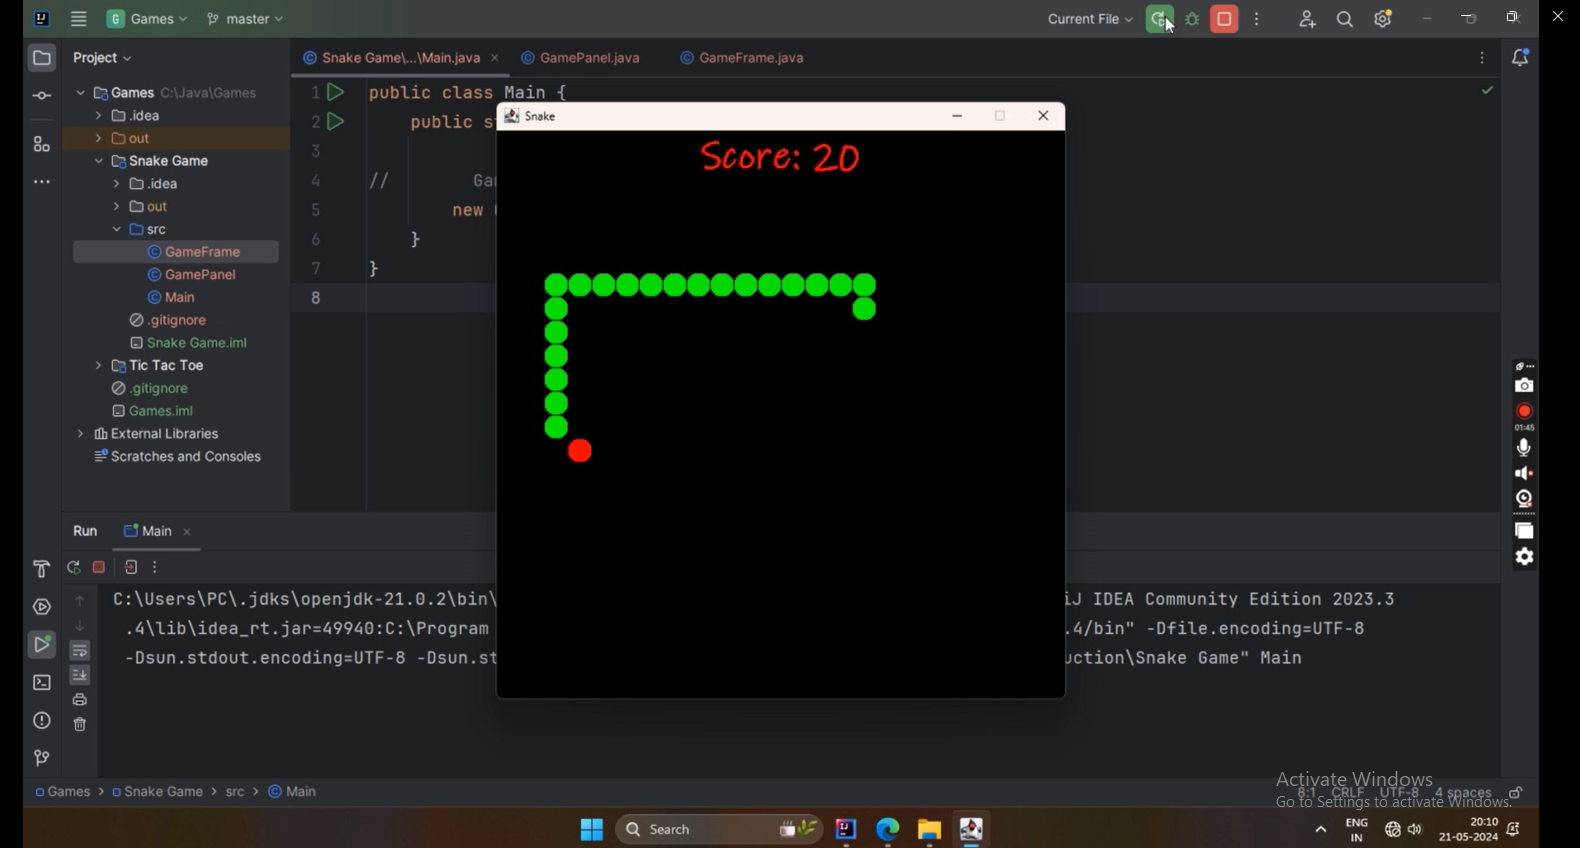 Games master Current File
Project Snake Game\...\Main.java GamePanel.java GameFrame.java
Games C:\Java\Games
.idea
out
Snake Game
.idea
out
src
GameFrame
GamePanel
Main
.gitignore
Snake Game.iml
Tic Tac Toe
.gitignore
Games.iml
External Libraries
Scratches and Consoles
1 public class Main {
2 public
3
4 //
5 new
6 }
7 }
8
Snake
Score: 20
01:45
Run Main
C:\Users\PC\.jdks\openjdk-21.0.2\bin\ iJ IDEA Community Edition 2023.3
.4\lib\idea_rt.jar=49940:C:\Program .4/bin" -Dfile.encoding=UTF-8
-Dsun.stdout.encoding=UTF-8 -Dsun.st uction\Snake Game" Main
Activate Windows
Go to Settings to activate Windows.
Games > Snake Game > src > Main 8:1 CRLF UTF-8 4 spaces
Search ENG
IN 20:10
21-05-2024